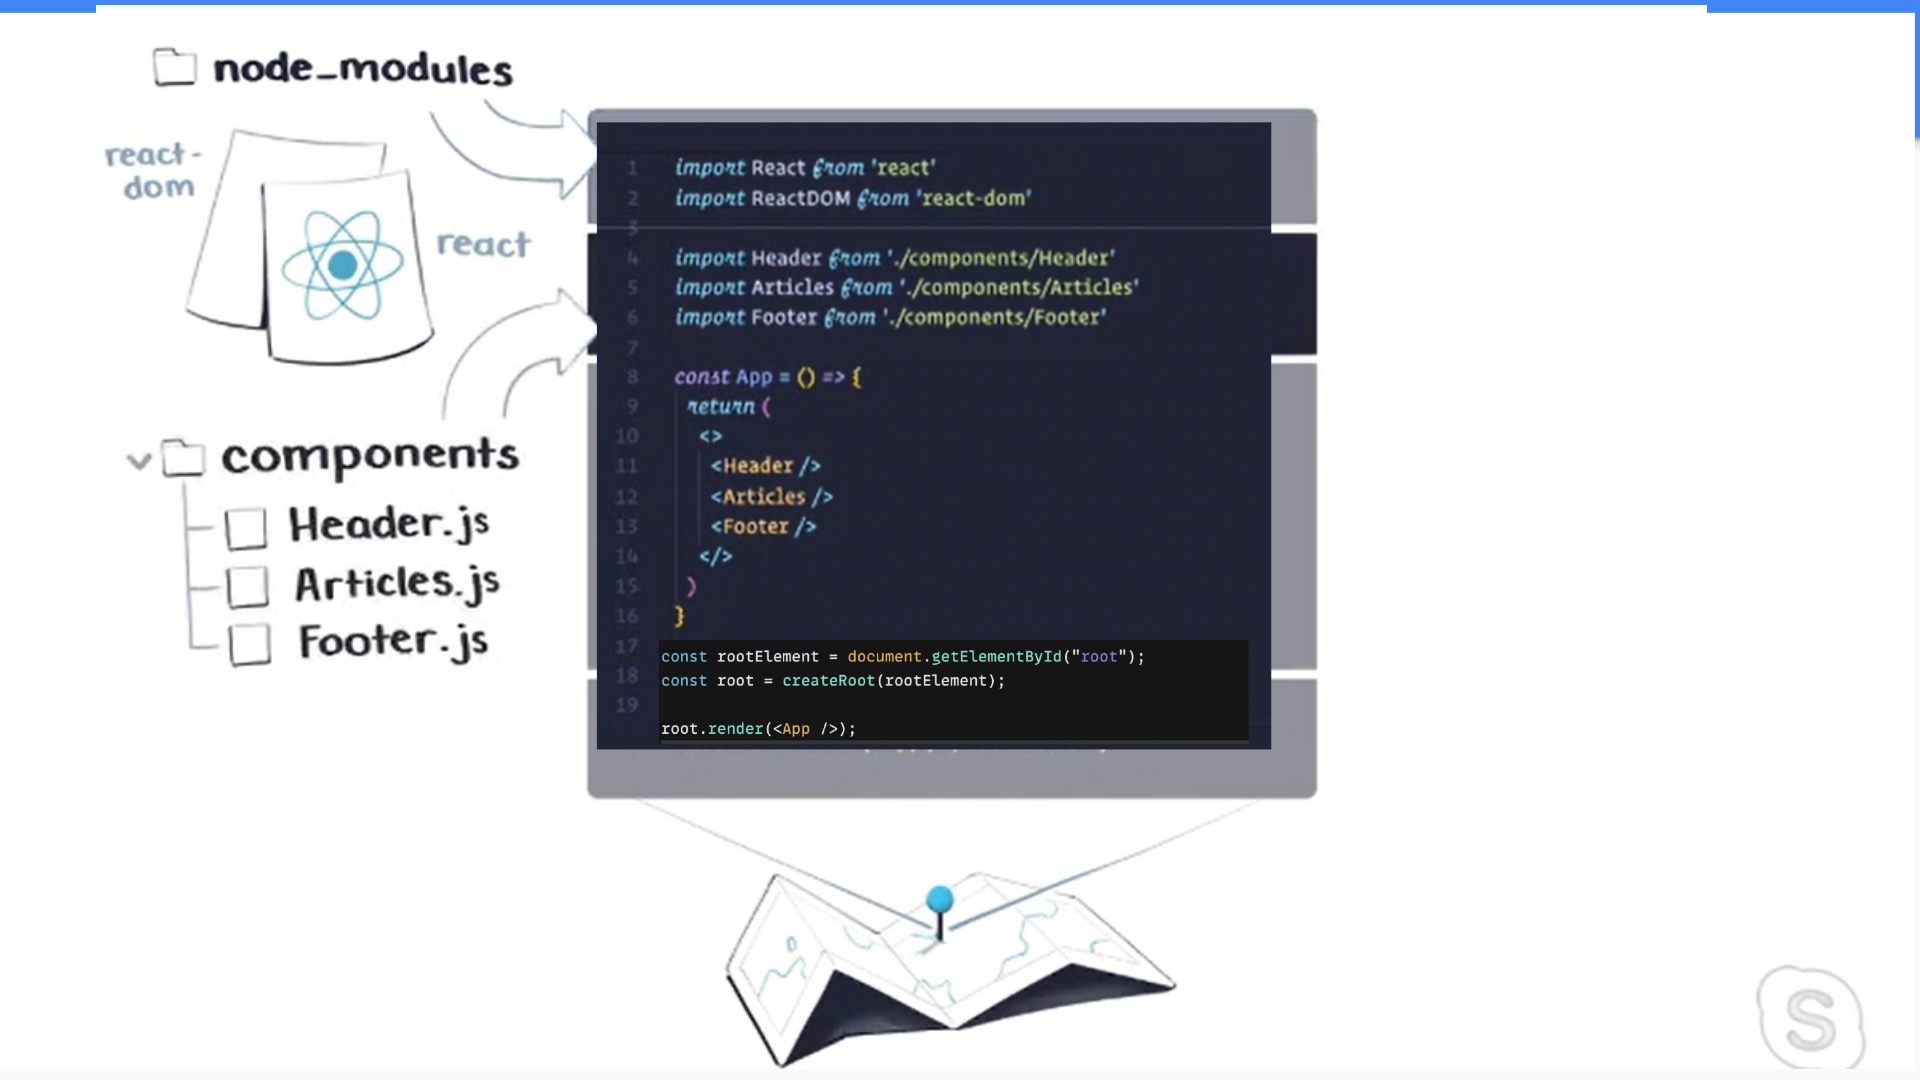 node_modules
react-
dom
react
components
Header.js
Articles.js
Footer.js
1 import React from 'react'
2 import ReactDOM from 'react-dom'
3
4 import Header from './components/Header'
5 import Articles from './components/Articles'
6 import Footer from './components/Footer'
7
8 const App = () => {
9 return (
10 <>
11 <Header />
12 <Articles />
13 <Footer />
14 </>
15 )
16 }
17 const rootElement = document.getElementById("root");
18 const root = createRoot(rootElement);
19
root.render(<App />);
S